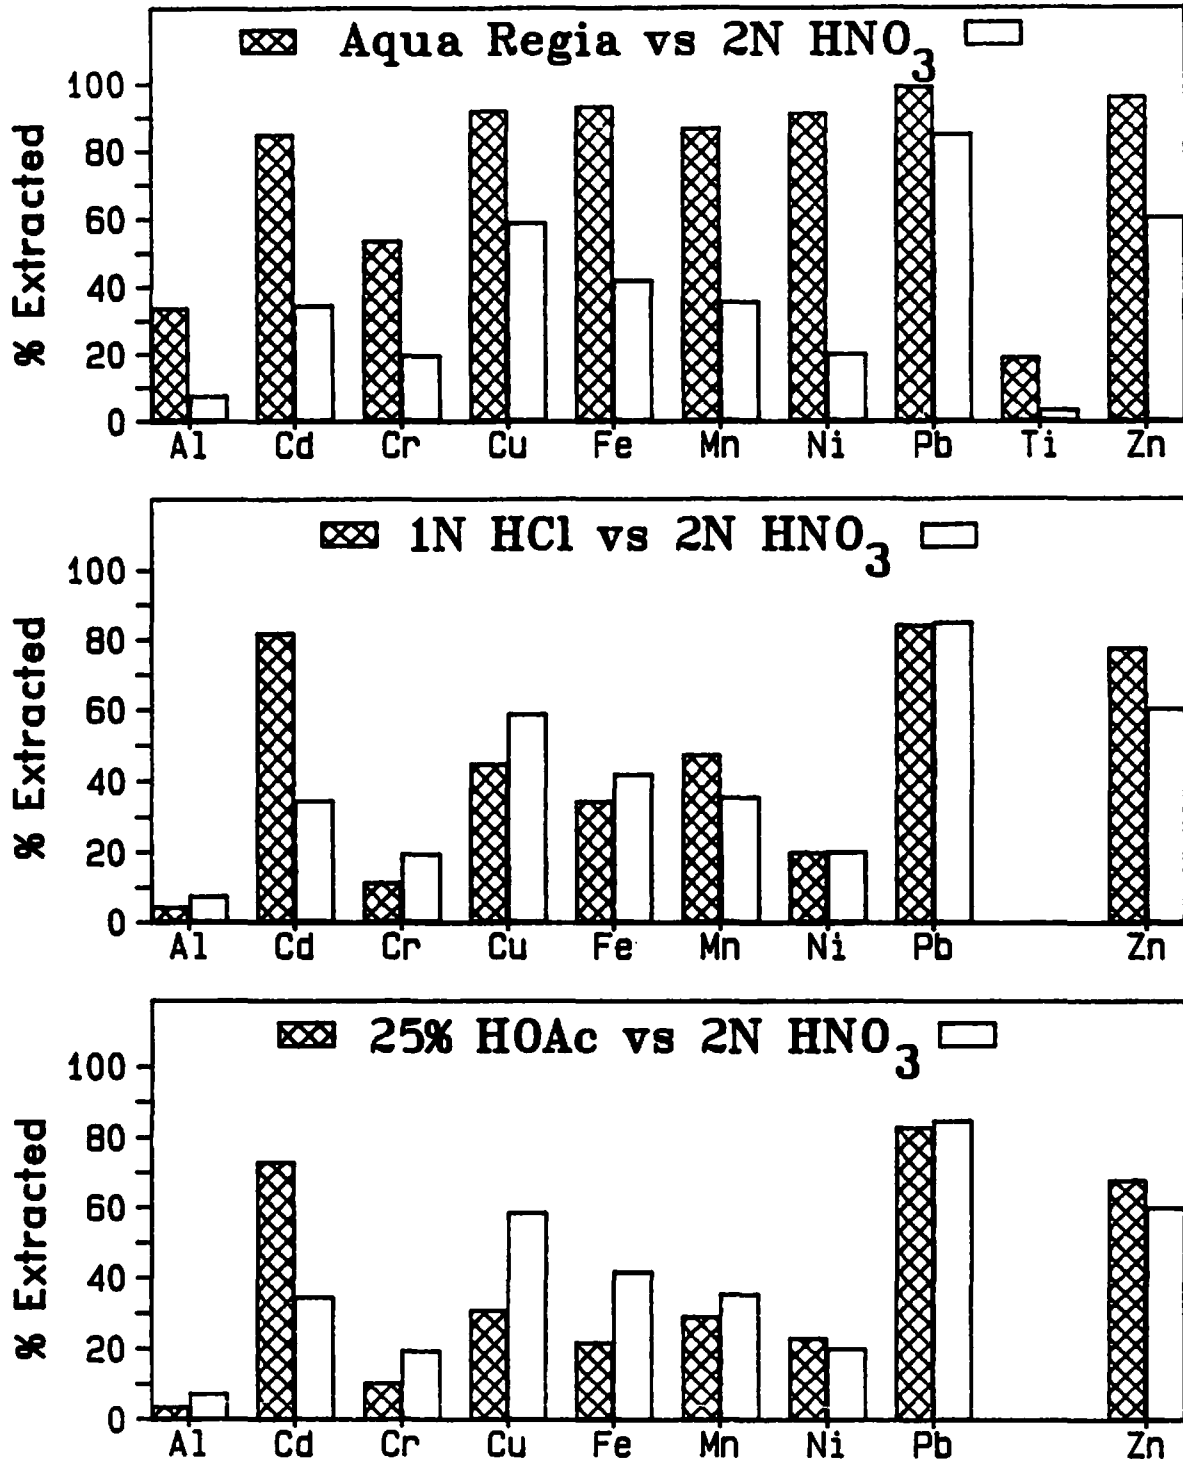 Aqua Regia vs 2N HNO3
% Extracted
100
80
60
40
20
0
Al Cd Cr Cu Fe Mn Ni Pb Ti Zn
1N HCl vs 2N HNO3
% Extracted
100
80
60
40
20
0
Al Cd Cr Cu Fe Mn Ni Pb Zn
25% HOAc vs 2N HNO3
% Extracted
100
80
60
40
20
0
Al Cd Cr Cu Fe Mn Ni Pb Zn